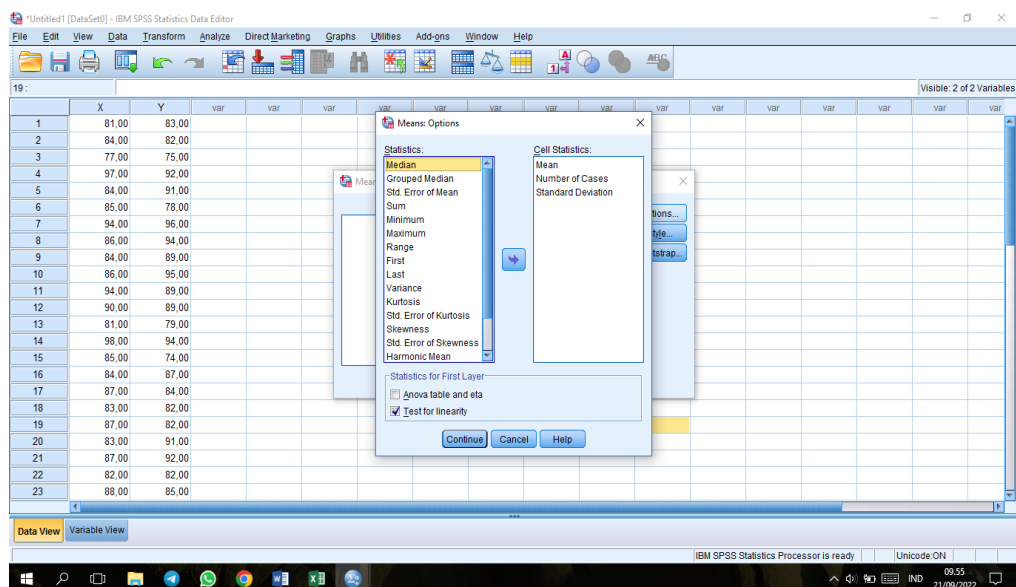 *Untitled1 [DataSet0] - IBM SPSS Statistics Data Editor
File Edit View Data Transform Analyze Direct Marketing Graphs Utilities Add-ons Window Help
19 :
Visible: 2 of 2 Variables
X Y var var var var var var var var var var var var var var var
1 81,00 83,00
2 84,00 82,00
3 77,00 75,00
4 97,00 92,00
5 84,00 91,00
6 85,00 78,00
7 94,00 96,00
8 86,00 94,00
9 84,00 89,00
10 86,00 95,00
11 94,00 89,00
12 90,00 89,00
13 81,00 79,00
14 98,00 94,00
15 85,00 74,00
16 84,00 87,00
17 87,00 84,00
18 83,00 82,00
19 87,00 82,00
20 83,00 91,00
21 87,00 92,00
22 82,00 82,00
23 88,00 85,00
Mear
tions...
tyle...
tstrap...
Means: Options
Statistics:
Median
Grouped Median
Std. Error of Mean
Sum
Minimum
Maximum
Range
First
Last
Variance
Kurtosis
Std. Error of Kurtosis
Skewness
Std. Error of Skewness
Harmonic Mean
Cell Statistics:
Mean
Number of Cases
Standard Deviation
Statistics for First Layer
Anova table and eta
Test for linearity
Continue Cancel Help
Data View Variable View
IBM SPSS Statistics Processor is ready Unicode:ON
IND
09.55
21/09/2022